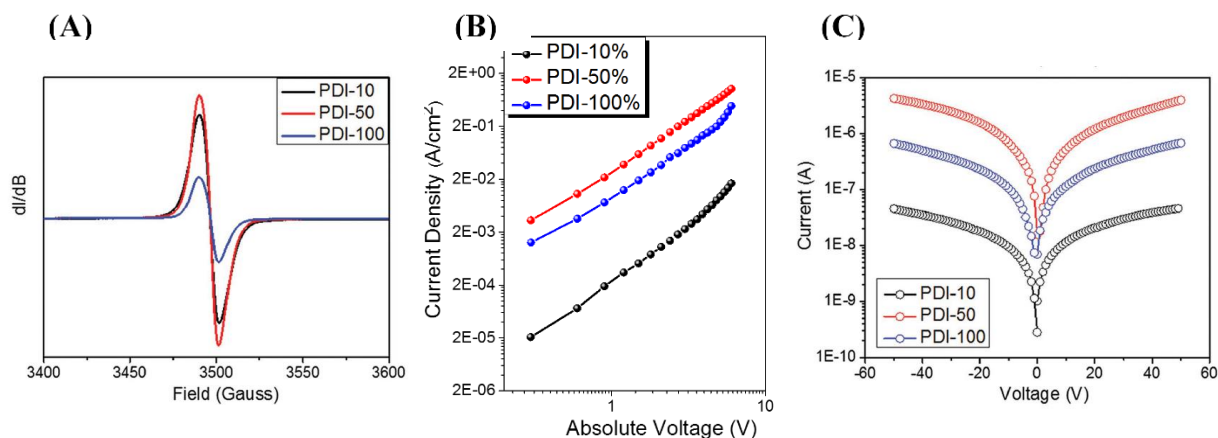 (A)
PDI-10
PDI-50
PDI-100
dI/dB
3400
3450
3500
3550
3600
Field (Gauss)
(B)
PDI-10%
PDI-50%
PDI-100%
2E+00
2E-01
2E-02
2E-03
2E-04
2E-05
2E-06
Current Density (A/cm⁻²)
1
10
Absolute Voltage (V)
(C)
1E-5
1E-6
1E-7
1E-8
1E-9
1E-10
Current (A)
PDI-10
PDI-50
PDI-100
-60
-40
-20
0
20
40
60
Voltage (V)